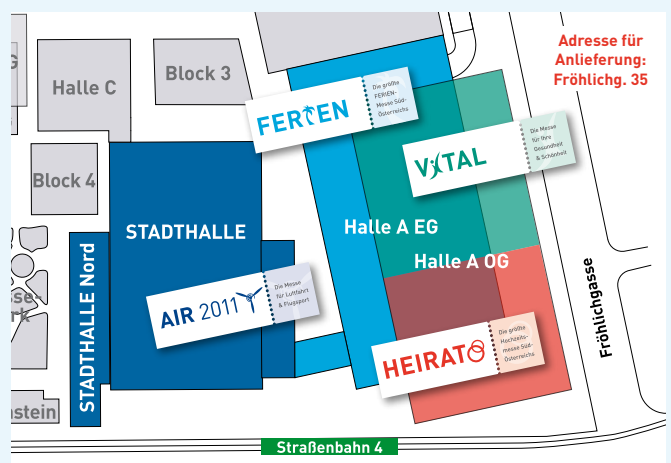 Adresse für
Anlieferung:
Fröhlichg. 35
Block 3
Halle C
FERIEN
Die größte
FERIEN-
Messe Süd-
Österreichs
VITAL
Die Messe
für Ihre
Gesundheit
& Schönheit
Block 4
STADTHALLE
Halle A EG
Halle A OG
STADTHALLE Nord
AIR 2011
Die Messe
für Luftfahrt
& Flugsport
Fröhlichgasse
HEIRAT
Die größte
Hochzeits-
messe Süd-
Österreichs
Straßenbahn 4